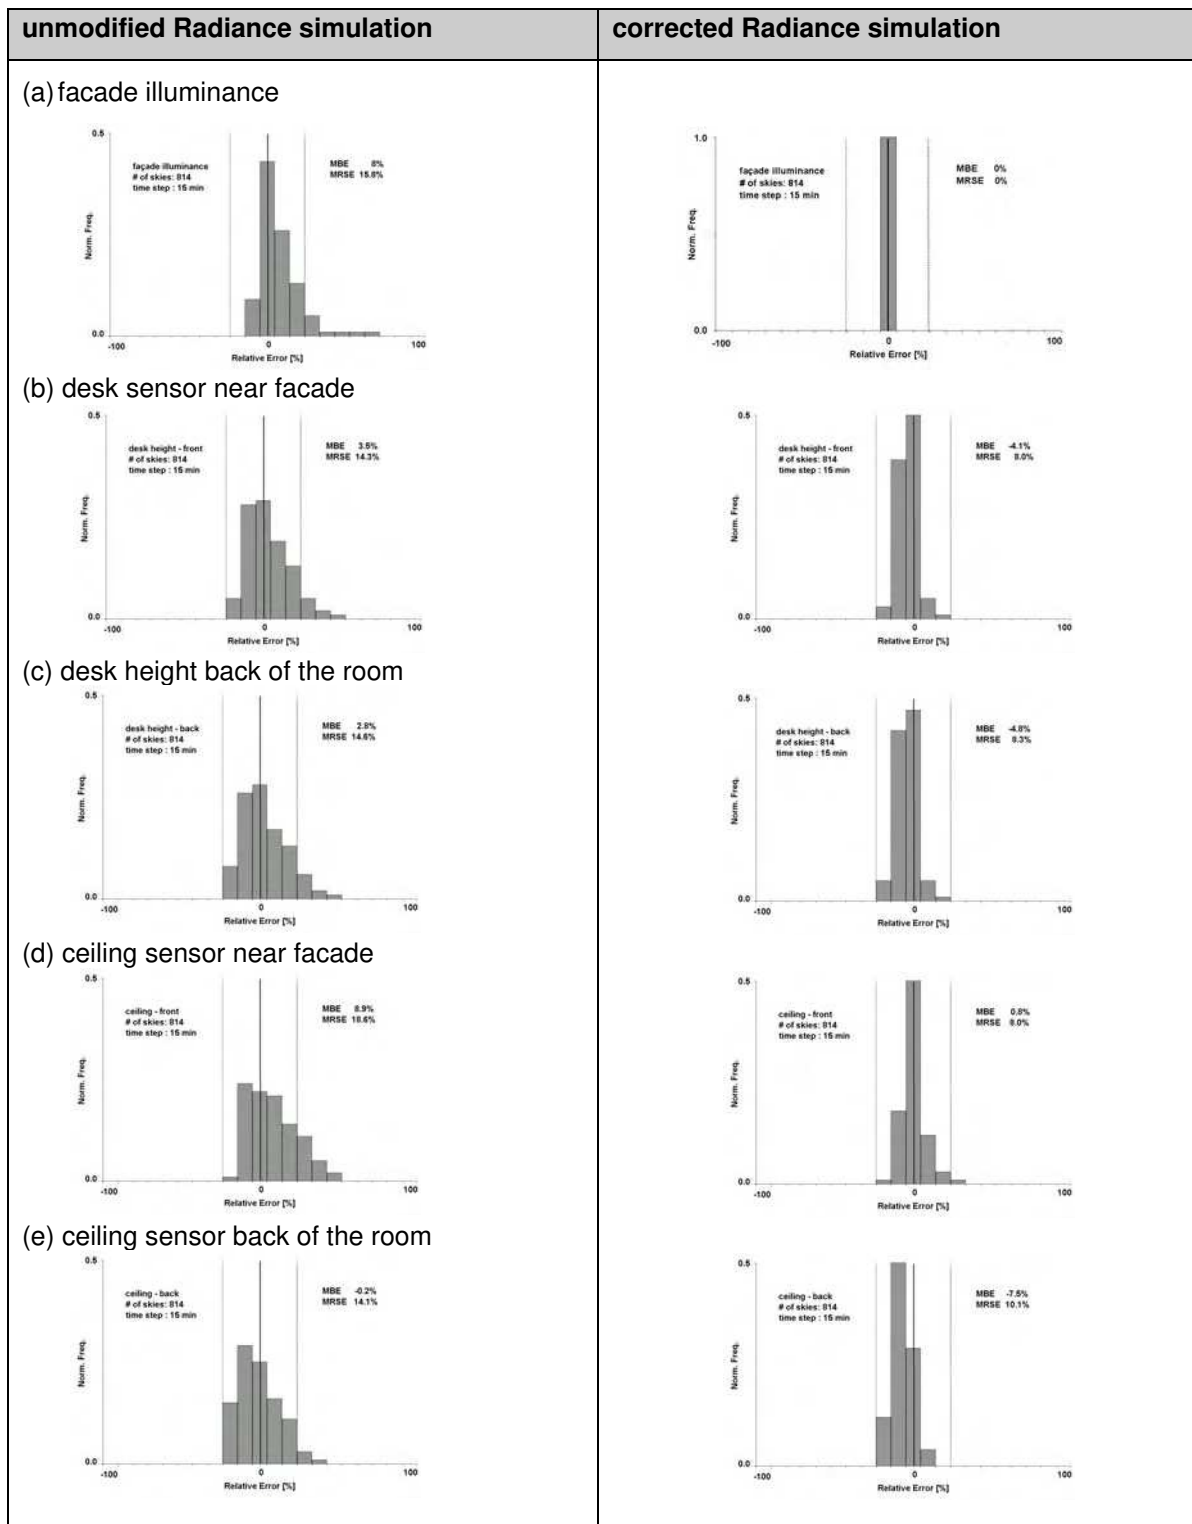 unmodified Radiance simulation
corrected Radiance simulation
(a) facade illuminance
0.5
façade illuminance
# of skies: 814
time step : 15 min
MBE 8%
MRSE 15.8%
Norm. Freq.
0.0
-100
0
100
Relative Error [%]
1.0
façade illuminance
# of skies: 814
time step : 15 min
MBE 0%
MRSE 0%
Norm. Freq.
0.0
-100
0
100
Relative Error [%]
(b) desk sensor near facade
0.5
desk height - front
# of skies: 814
time step : 15 min
MBE 3.5%
MRSE 14.3%
Norm. Freq.
0.0
-100
0
100
Relative Error [%]
0.5
desk height - front
# of skies: 814
time step : 15 min
MBE -4.1%
MRSE 8.0%
Norm. Freq.
0.0
-100
0
100
Relative Error [%]
(c) desk height back of the room
0.5
desk height - back
# of skies: 814
time step : 15 min
MBE 2.8%
MRSE 14.6%
Norm. Freq.
0.0
-100
0
100
Relative Error [%]
0.5
desk height - back
# of skies: 814
time step : 15 min
MBE -4.8%
MRSE 8.3%
Norm. Freq.
0.0
-100
0
100
Relative Error [%]
(d) ceiling sensor near facade
0.5
ceiling - front
# of skies: 814
time step : 15 min
MBE 8.9%
MRSE 18.6%
Norm. Freq.
0.0
-100
0
100
Relative Error [%]
0.5
ceiling - front
# of skies: 814
time step : 15 min
MBE 0.8%
MRSE 8.0%
Norm. Freq.
0.0
-100
0
100
Relative Error [%]
(e) ceiling sensor back of the room
0.5
ceiling - back
# of skies: 814
time step : 15 min
MBE -0.2%
MRSE 14.1%
Norm. Freq.
0.0
-100
0
100
Relative Error [%]
0.5
ceiling - back
# of skies: 814
time step : 15 min
MBE -7.5%
MRSE 10.1%
Norm. Freq.
0.0
-100
0
100
Relative Error [%]